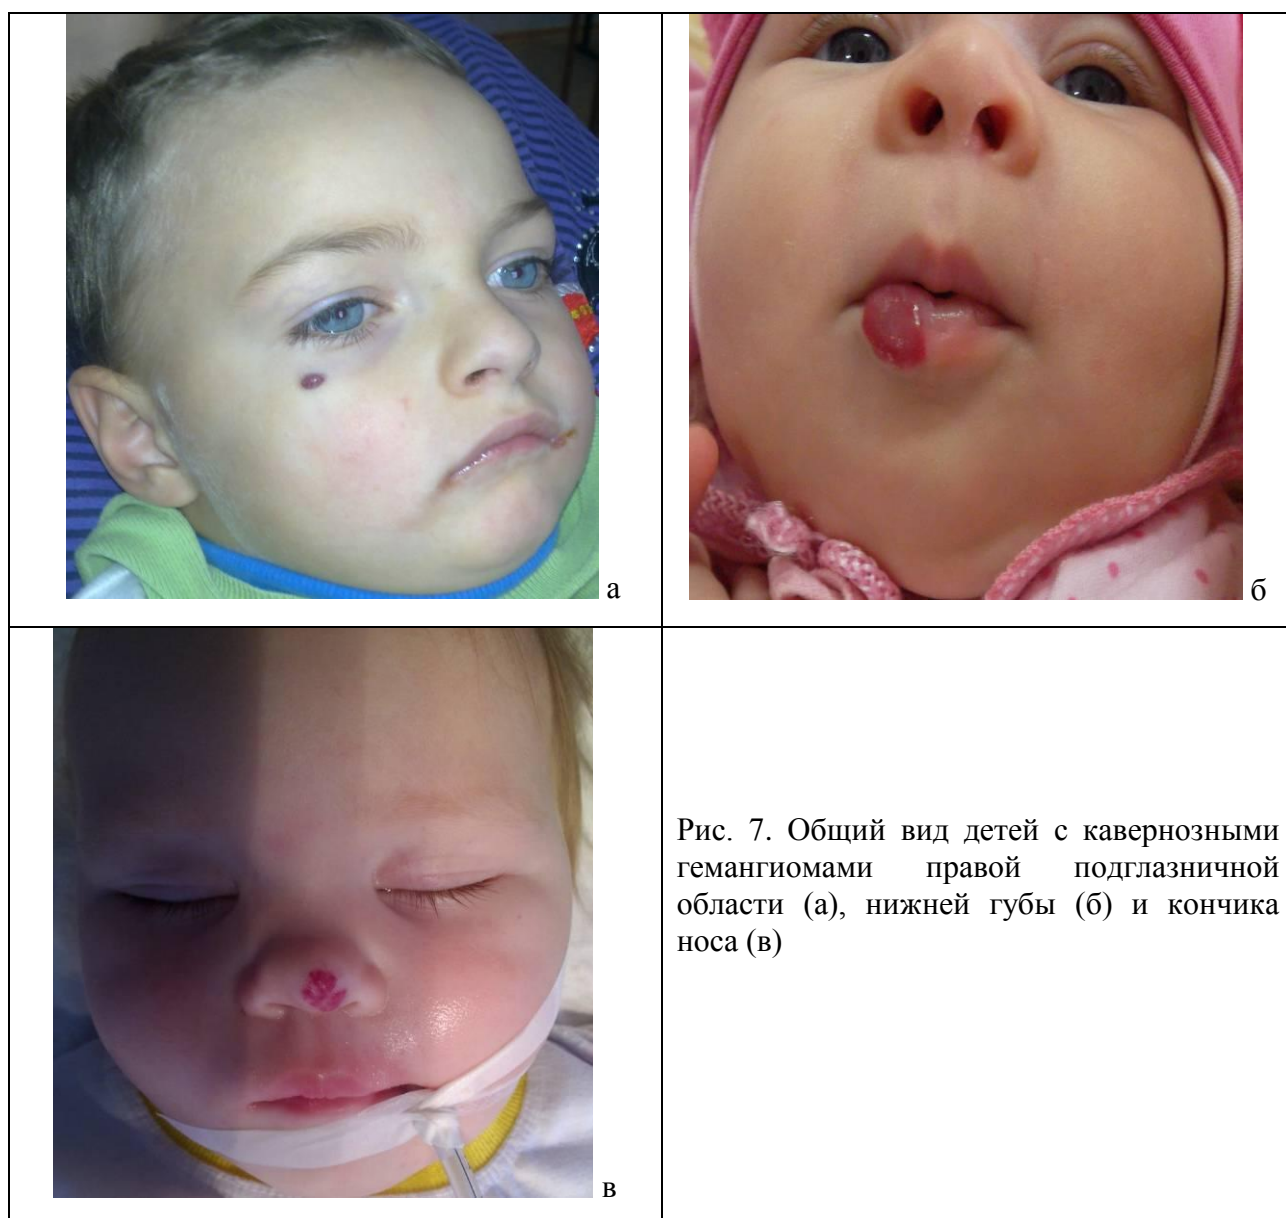 а
б
в
Рис. 7. Общий вид детей с кавернозными
гемангиомами правой подглазничной
области (а), нижней губы (б) и кончика
носа (в)